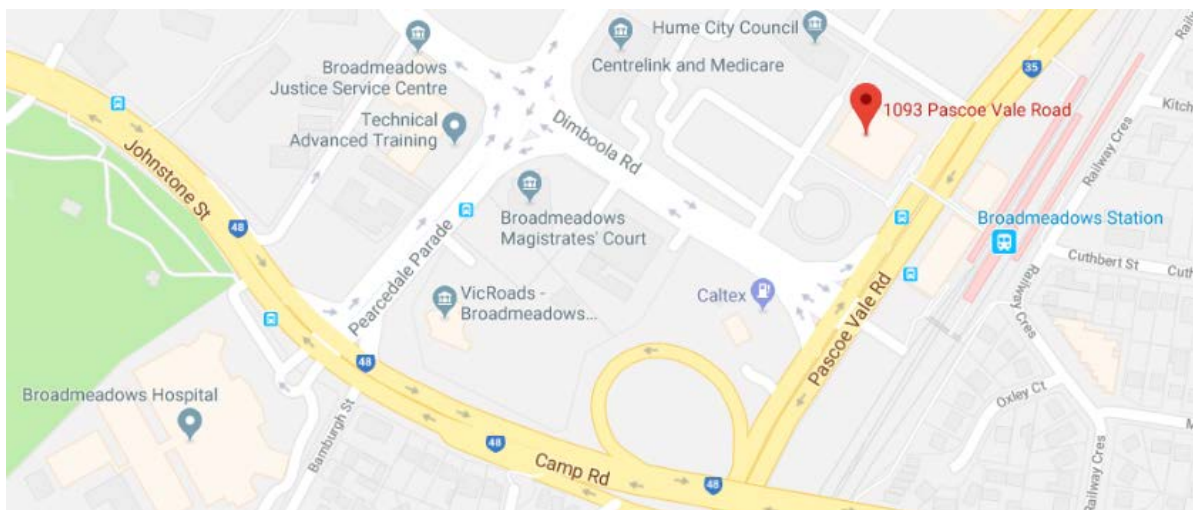 Hume City Council
Centrelink and Medicare
35
Railway
Broadmeadows
Justice Service Centre
Technical
Advanced Training
Dimboola Rd
1093 Pascoe Vale Road
Kitch
Railway Cres
Johnstone St
48
Broadmeadows
Magistrates' Court
Pearcedale Parade
Broadmeadows Station
Cuthbert St
Cuth
VicRoads -
Broadmeadows...
Caltex
Pascoe Vale Rd
Railway Cres
48
Broadmeadows Hospital
Bamburgh St
Oxley Ct
M
48
Camp Rd
48
Railway Cres